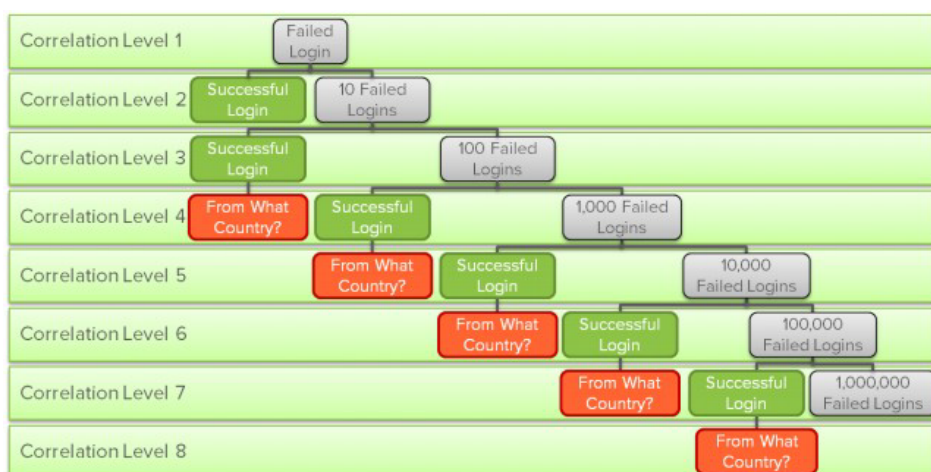 Correlation Level 1
Failed
Login
Correlation Level 2
Successful
Login
10 Failed
Logins
Correlation Level 3
Successful
Login
100 Failed
Logins
Correlation Level 4
From What
Country?
Successful
Login
1,000 Failed
Logins
Correlation Level 5
From What
Country?
Successful
Login
10,000
Failed Logins
Correlation Level 6
From What
Country?
Successful
Login
100,000
Failed Logins
Correlation Level 7
From What
Country?
Successful
Login
1,000,000
Failed Logins
Correlation Level 8
From What
Country?